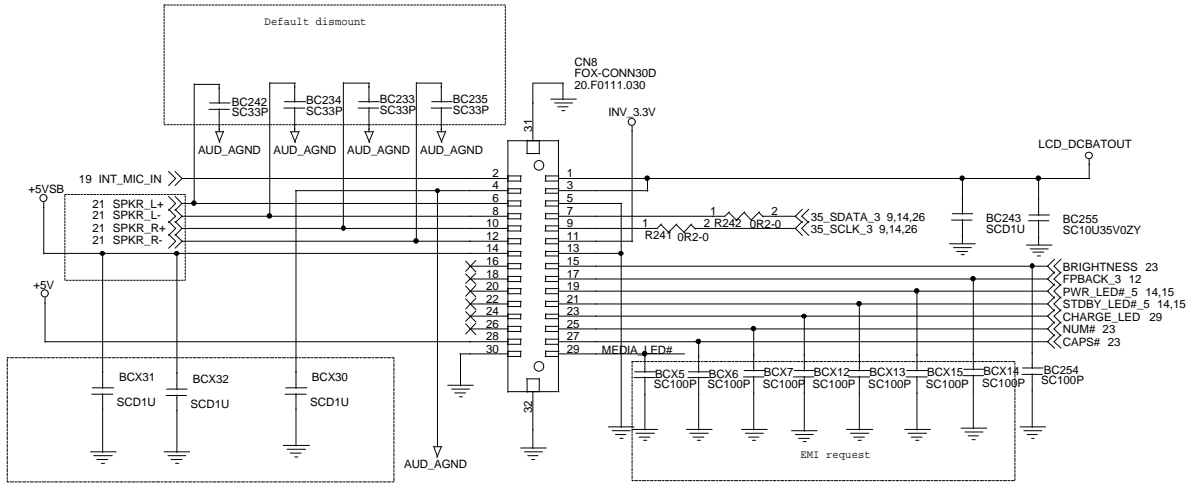 Default dismount
CN8
FOX-CONN30D
20.F0111.030
BC242
SC33P
BC234
SC33P
BC233
SC33P
BC235
SC33P
31
INV_3.3V
AUD_AGND
AUD_AGND
AUD_AGND
AUD_AGND
LCD_DCBATOUT
19 INT_MIC_IN
+5VSB
21 SPKR_L+
21 SPKR_L-
21 SPKR_R+
21 SPKR_R-
+5V
2
4
6
8
10
12
14
16
18
20
22
24
26
28
30
1
3
5
7
9
11
13
15
17
19
21
23
25
27
29
1 2
R242 0R2-0
1 2
R241 0R2-0
35_SDATA_3 9,14,26
35_SCLK_3 9,14,26
BC243
SCD1U
BC255
SC10U35V0ZY
BRIGHTNESS 23
FPBACK_3 12
PWR_LED#_5 14,15
STDBY_LED#_5 14,15
CHARGE_LED 29
NUM# 23
CAPS# 23
MEDIA_LED#
BCX31
SCD1U
BCX32
SCD1U
BCX30
SCD1U
32
BCX5
SC100P
BCX6
SC100P
BCX7
SC100P
BCX12
SC100P
BCX13
SC100P
BCX15
SC100P
BCX14
SC100P
BC254
SC100P
AUD_AGND
EMI request